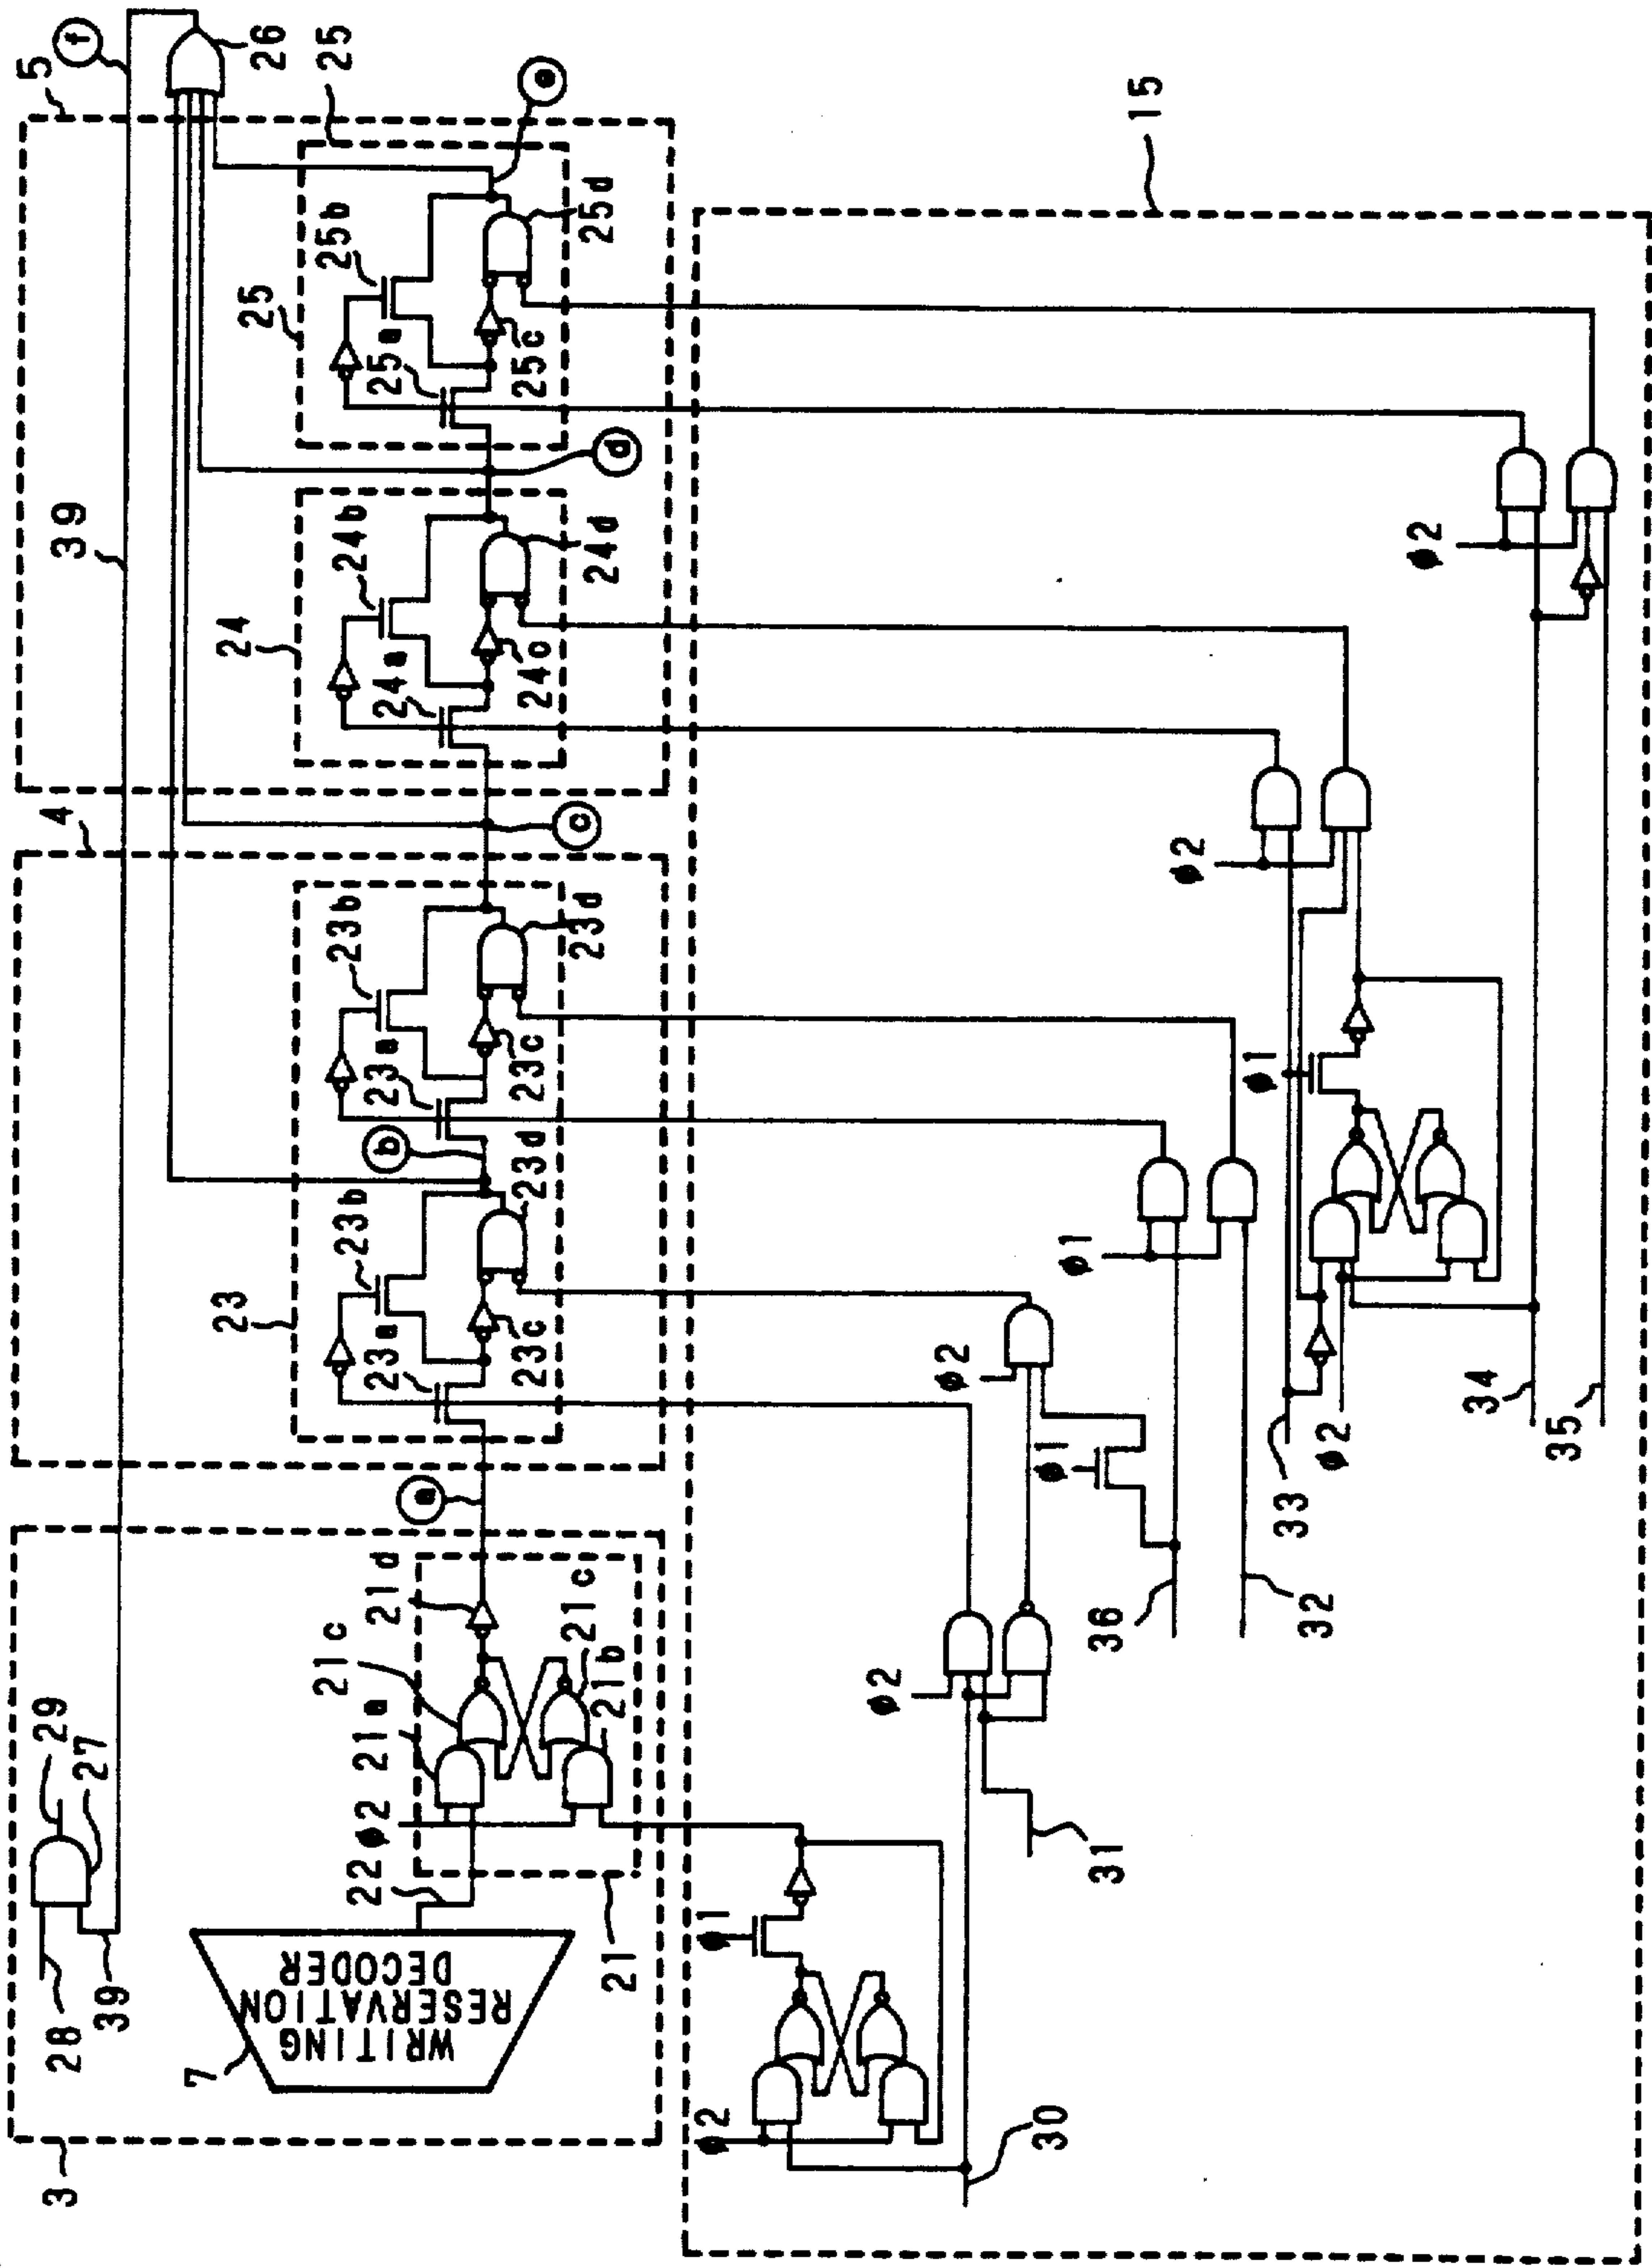 3
4
5
28
29
27
39
39
f
26
7
WRITING
RESERVATION
DECODER
22
φ2
21a
21c
21d
21c
21b
21
a
23
23a
23b
23c
23d
b
23a
23b
23c
23d
c
24
24a
24b
24c
24d
d
25
25
25a
25b
25c
25d
e
15
φ2
φ1
30
φ2
31
φ2
φ1
36
32
φ1
33
φ2
φ1
φ2
34
35
φ2